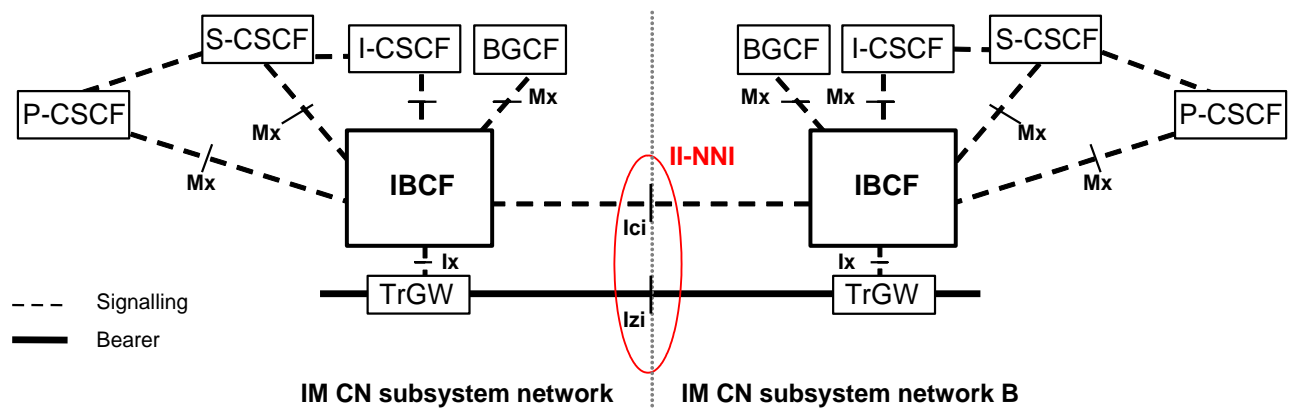 S-CSCF
I-CSCF
BGCF
BGCF
I-CSCF
S-CSCF
P-CSCF
Mx
Mx
Mx
Mx
P-CSCF
Mx
Mx
II-NNI
Mx
Mx
IBCF
IBCF
Ici
Ix
Ix
TrGW
TrGW
Signalling
Izi
Bearer
IM CN subsystem network
IM CN subsystem network B